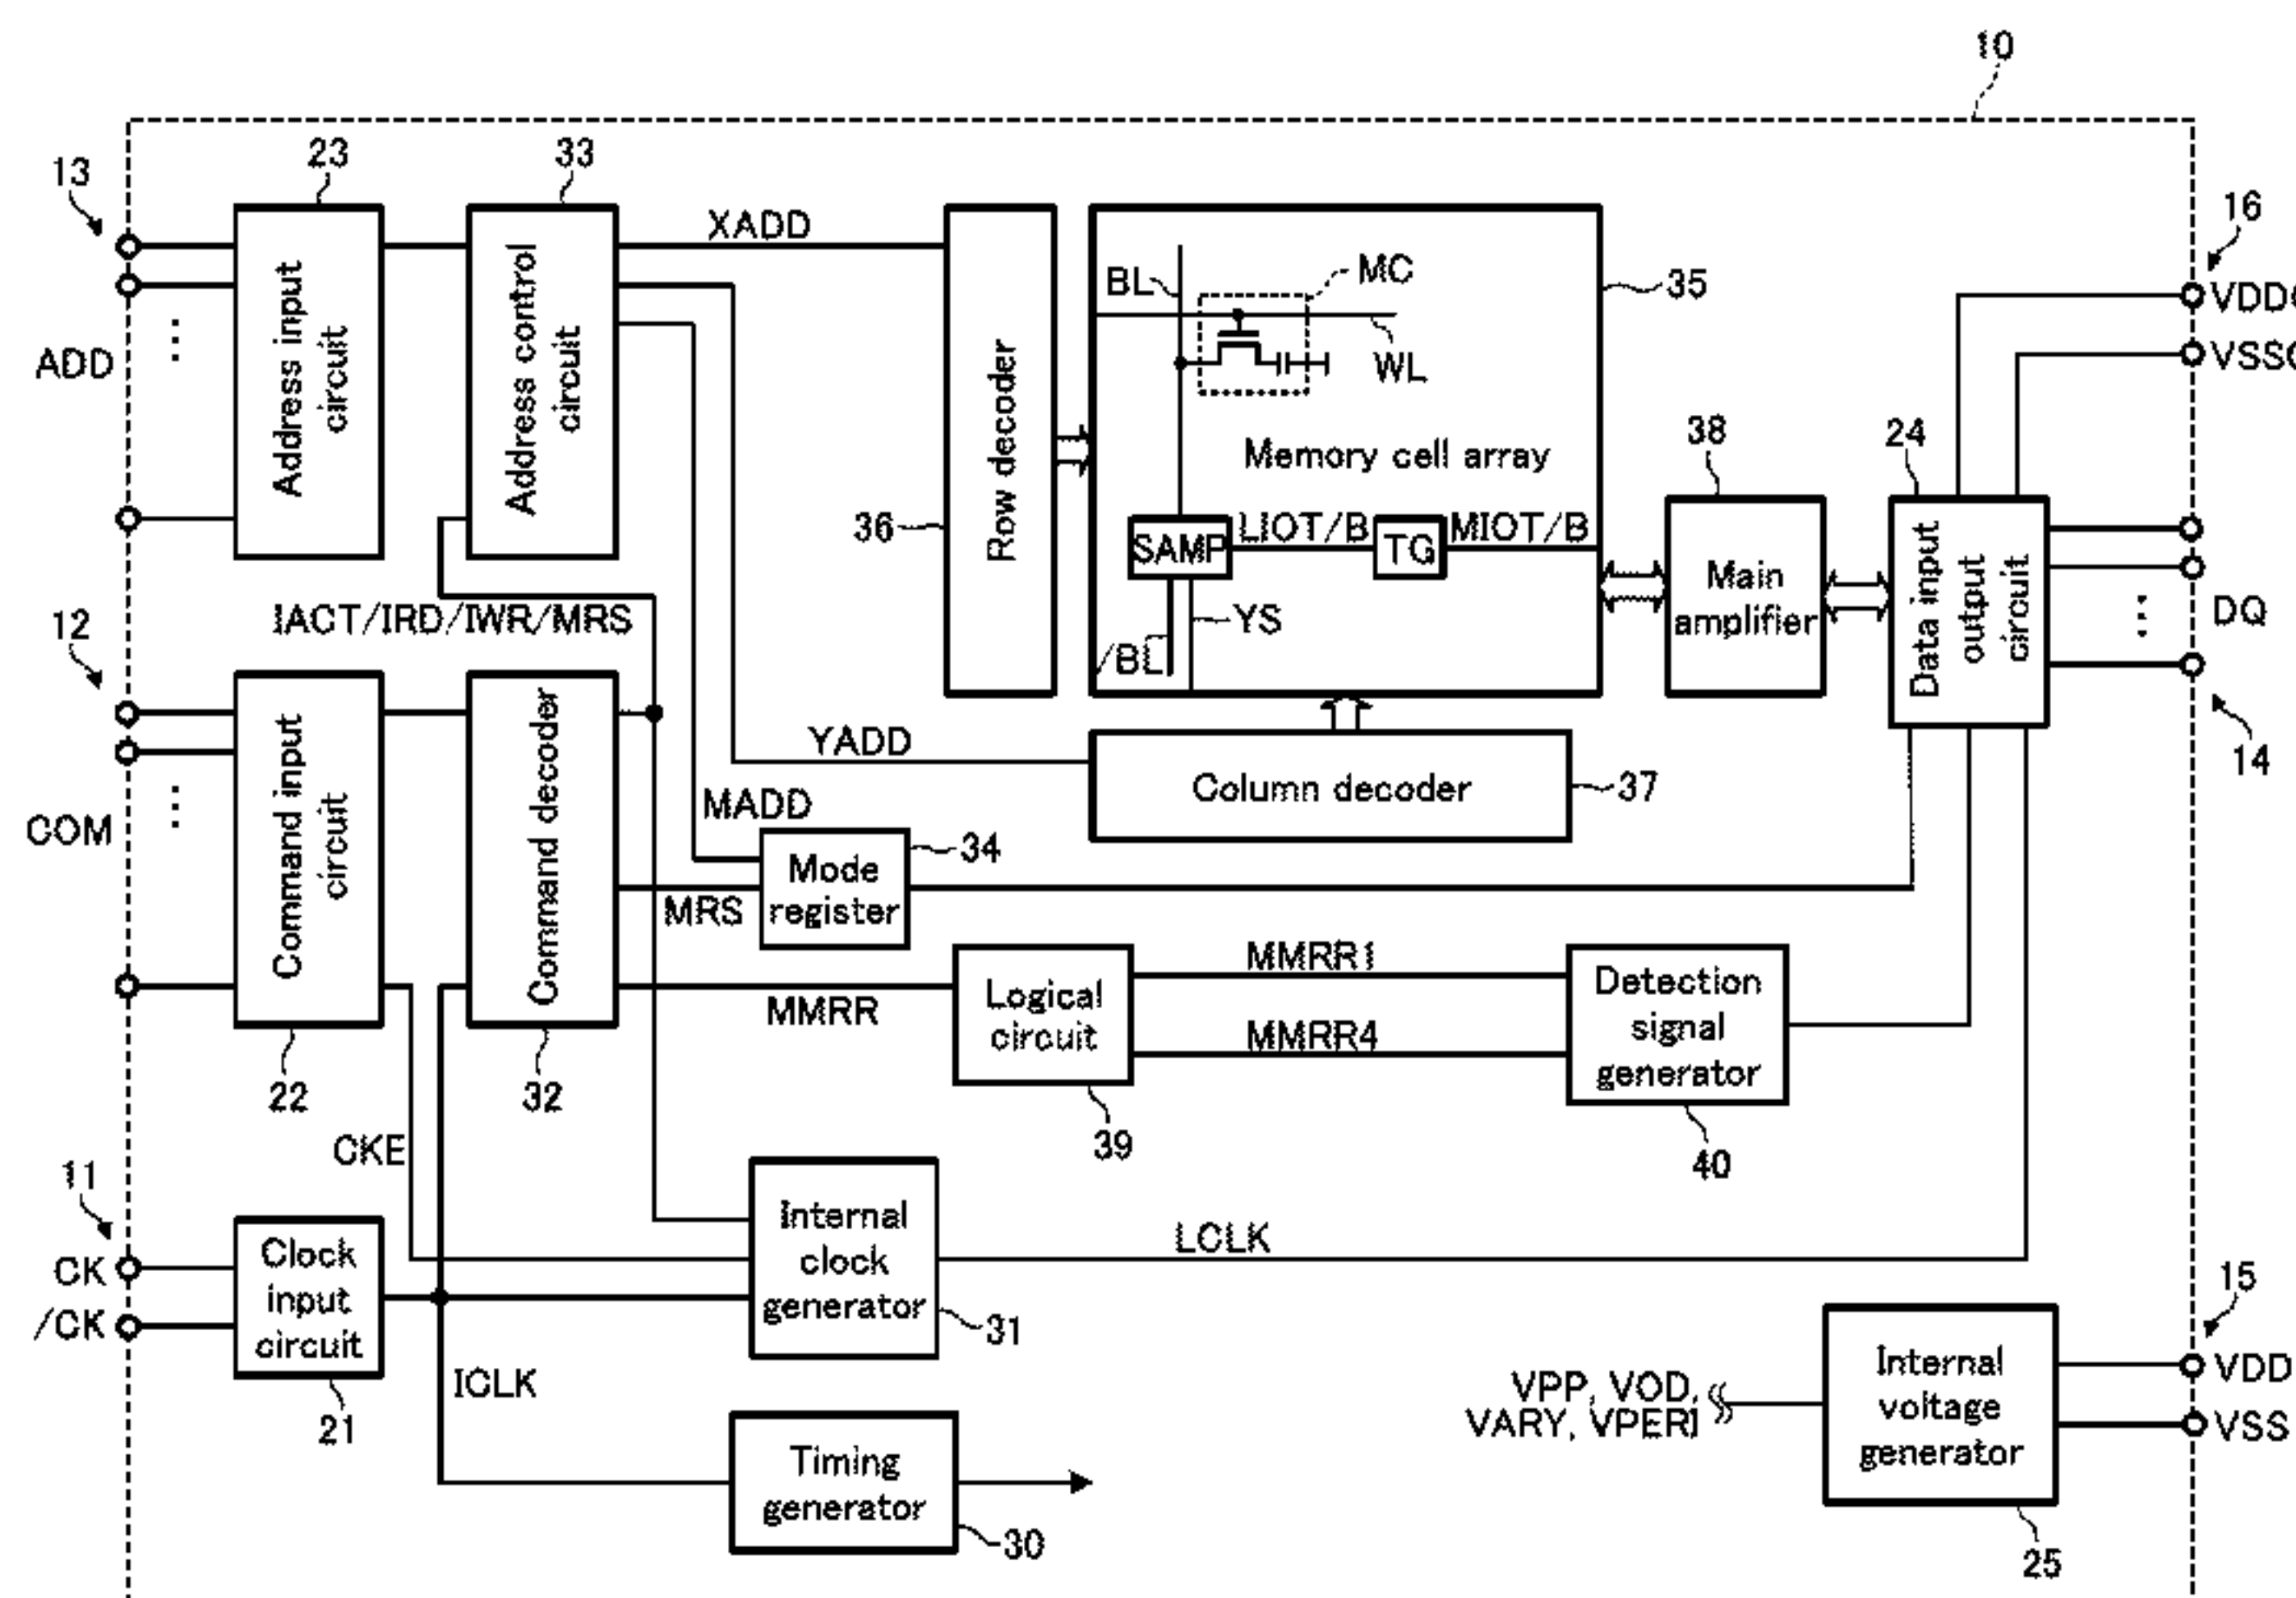 10
13
23
33
XADD
16
ADD
Address input
circuit
Address control
circuit
36
Row decoder
BL
MC
WL
35
VDD
VSS
Memory cell array
38
24
SAMP
LIOT/B
TG
MIOT/B
Main
amplifier
Data input
output
circuit
DQ
14
/BL
YS
IACT/IRD/IWR/MRS
12
COM
Command input
circuit
Command decoder
YADD
Column decoder
37
MADD
34
Mode
register
MRS
MMRR
Logical
circuit
MMRR1
MMRR4
Detection
signal
generator
22
32
39
40
CKE
11
CK
/CK
Clock
input
circuit
21
ICLK
Internal
clock
generator
31
LCLK
15
VDD
VSS
VPP, VOD,
VARY, VPERI
Internal
voltage
generator
25
Timing
generator
30